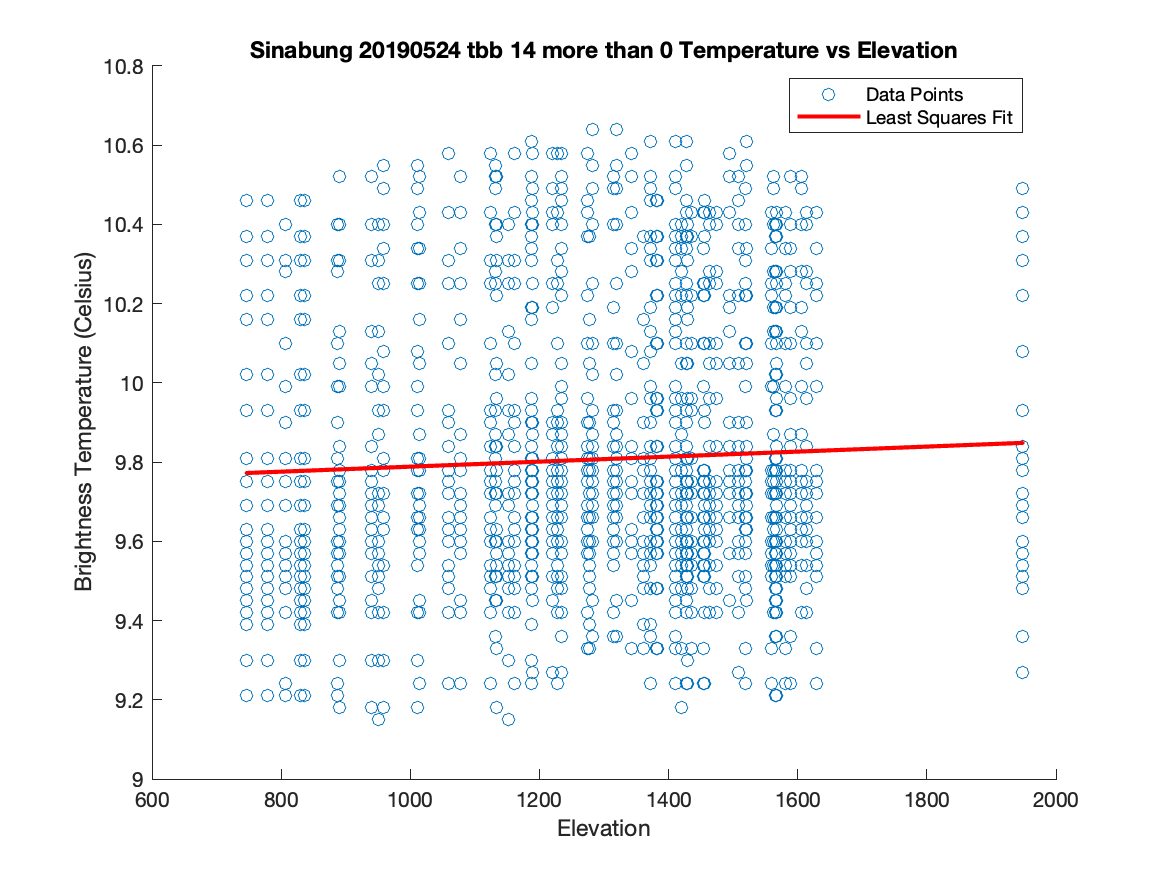 Sinabung 20190524 tbb 14 more than 0 Temperature vs Elevation
Data Points
Least Squares Fit
Brightness Temperature (Celsius)
10.8
10.6
10.4
10.2
10
9.8
9.6
9.4
9.2
9
600 800 1000 1200 1400 1600 1800 2000
Elevation